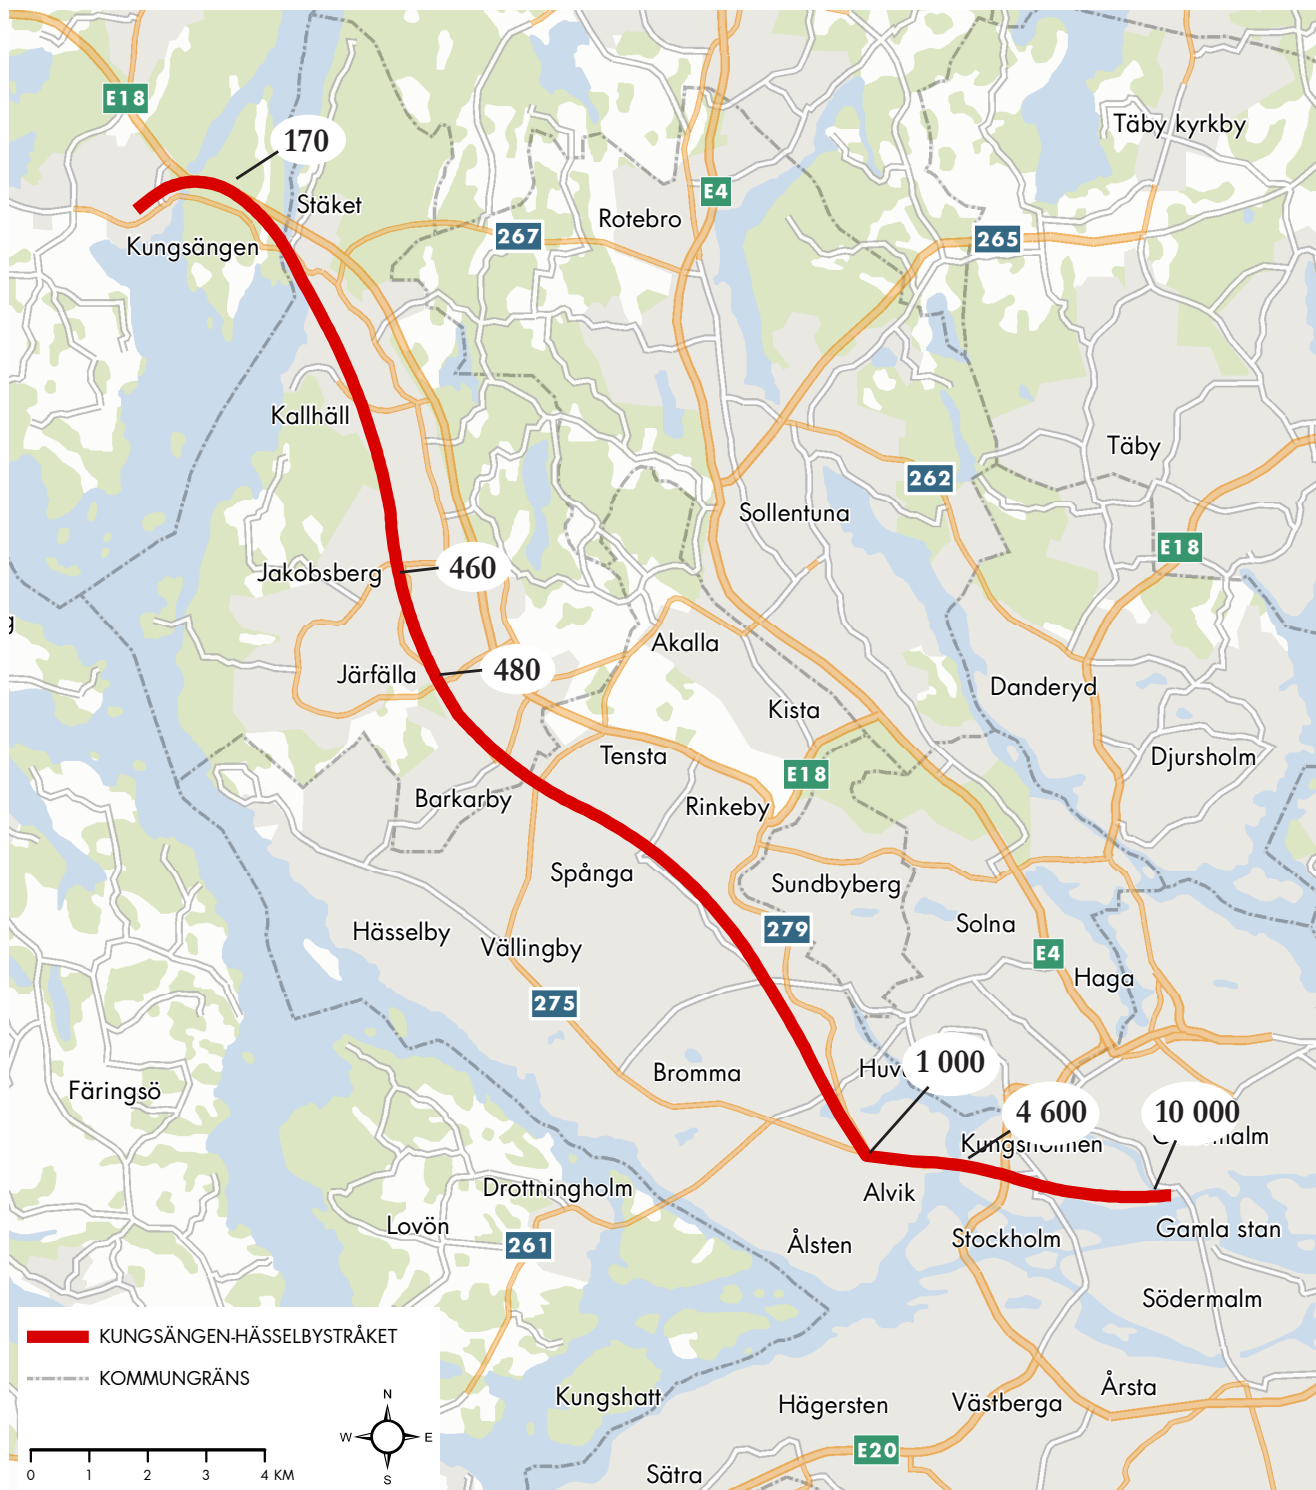 E18
Täby kyrkby
170
E4
Stäket
Rotebro
267
265
Kungsängen
Kallhäll
Täby
262
Sollentuna
E18
Jakobsberg
460
Akalla
Järfälla
480
Danderyd
Kista
Tensta
Djursholm
E18
Barkarby
Rinkeby
Spånga
Sundbyberg
Hässelby
Vällingby
279
Solna
E4
Haga
275
Bromma
Huv
1 000
Färingsö
4 600
10 000
Kungsholmen
malm
Drottningholm
Alvik
Lovön
261
Ålsten
Stockholm
Gamla stan
Södermalm
KUNGSÄNGEN-HÄSSELBYSTRÅKET
KOMMUNGRÄNS
Kungshatt
Hägersten
Västberga
Årsta
N
W E
S
E20
0 1 2 3 4 KM
Sätra